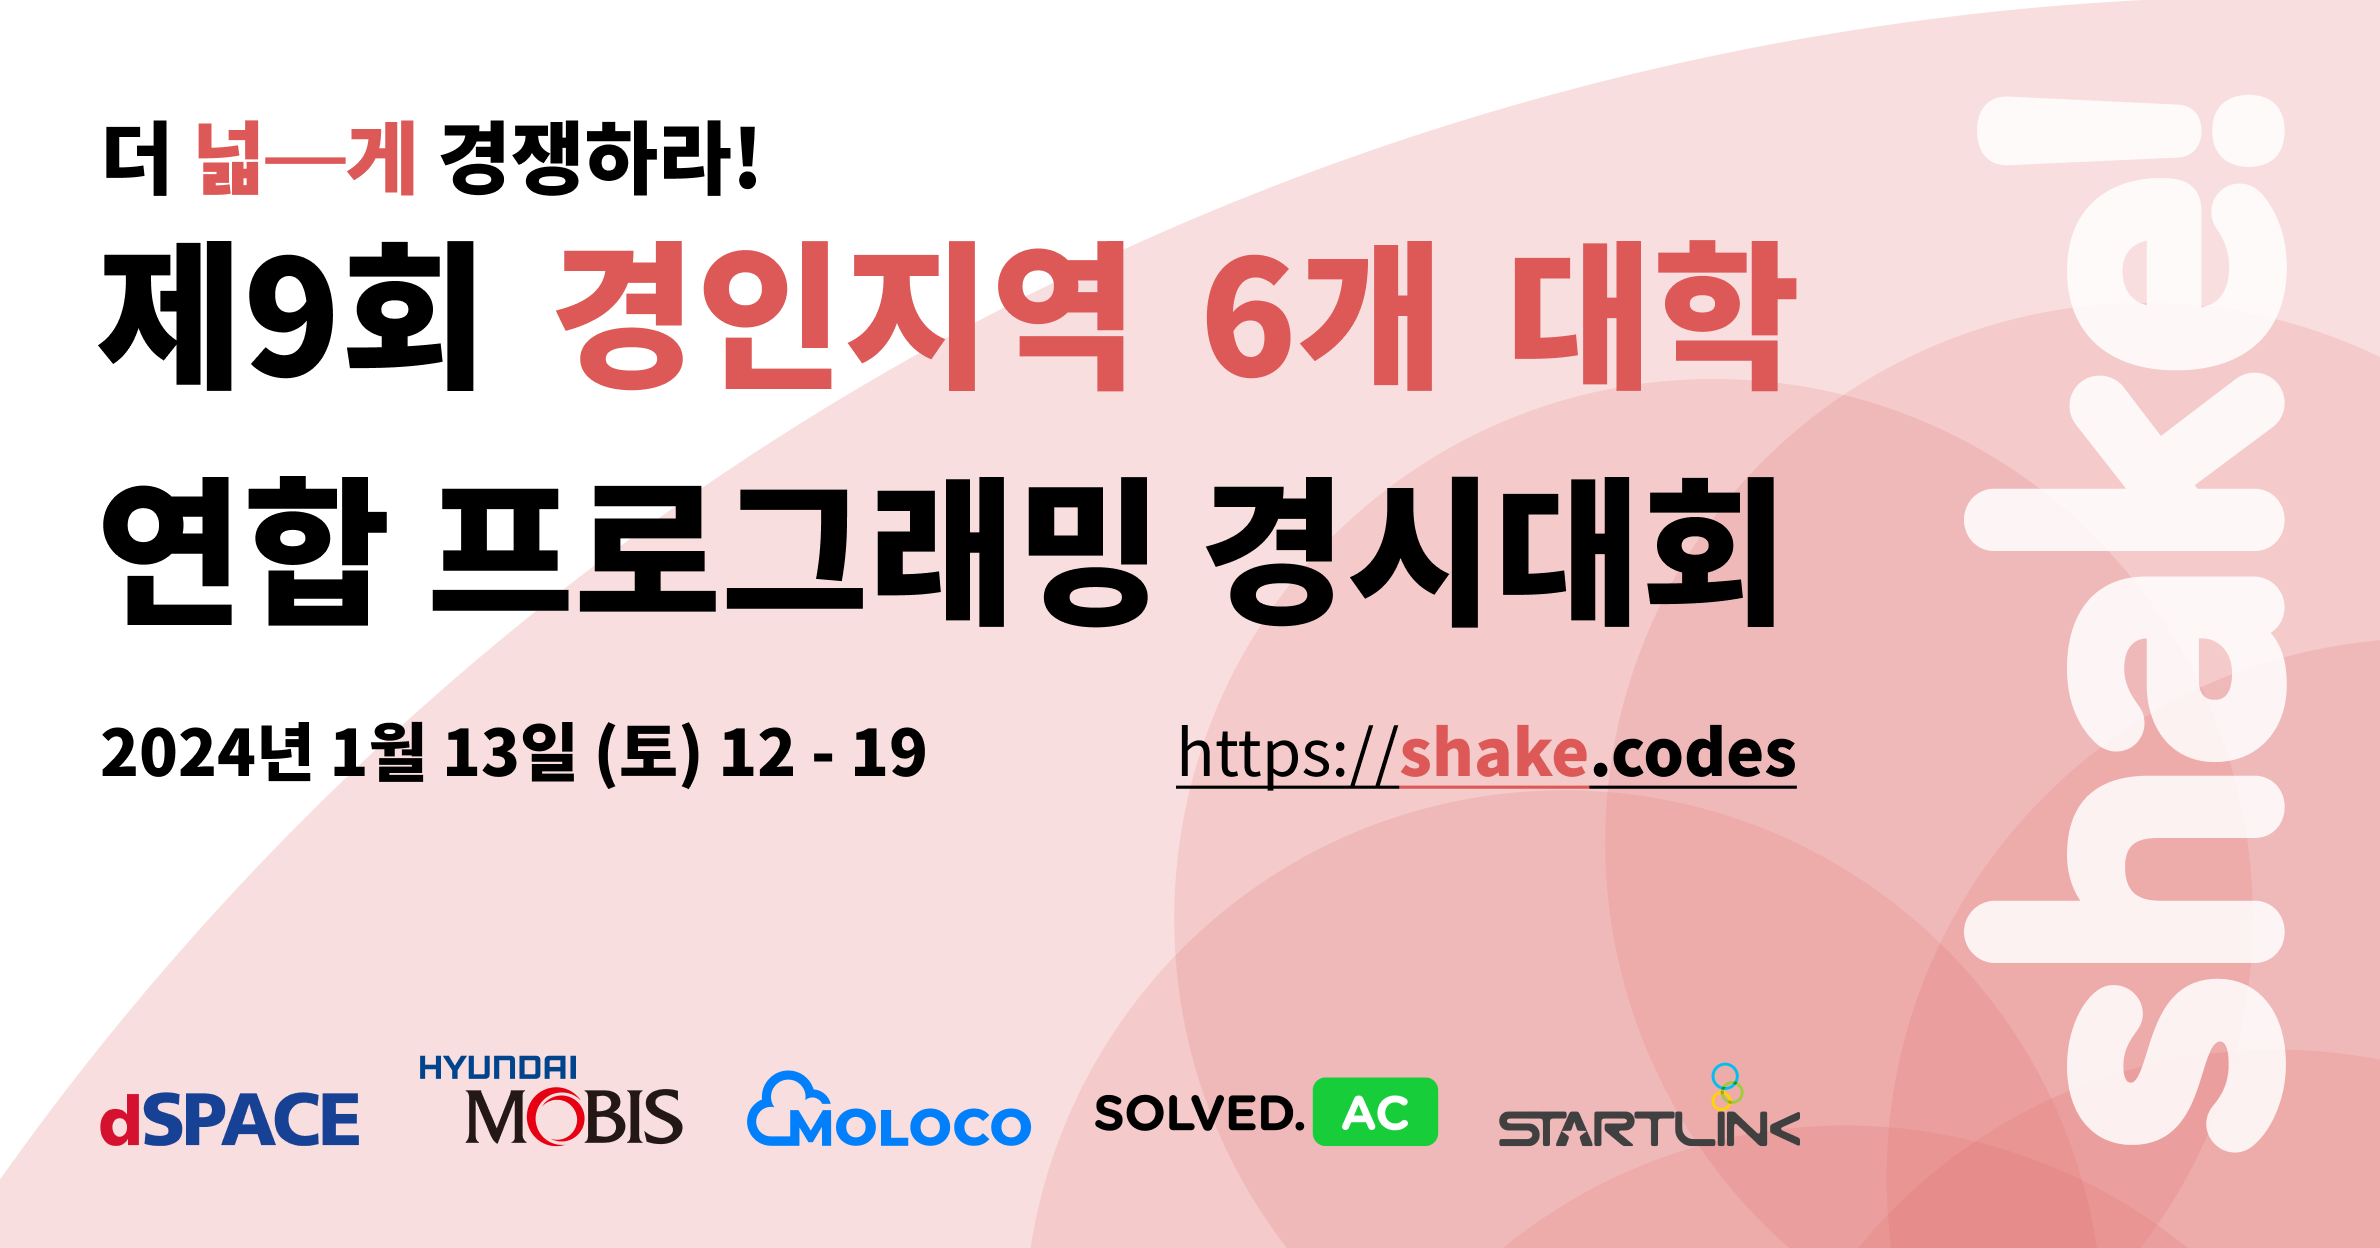 더 넓—게 경쟁하라!
제9회 경인지역 6개 대학
연합 프로그래밍 경시대회
2024년 1월 13일 (토) 12 - 19
https://shake.codes
shake!
dSPACE
HYUNDAI
MOBIS
MOLOCO
SOLVED.AC
STARTLINK